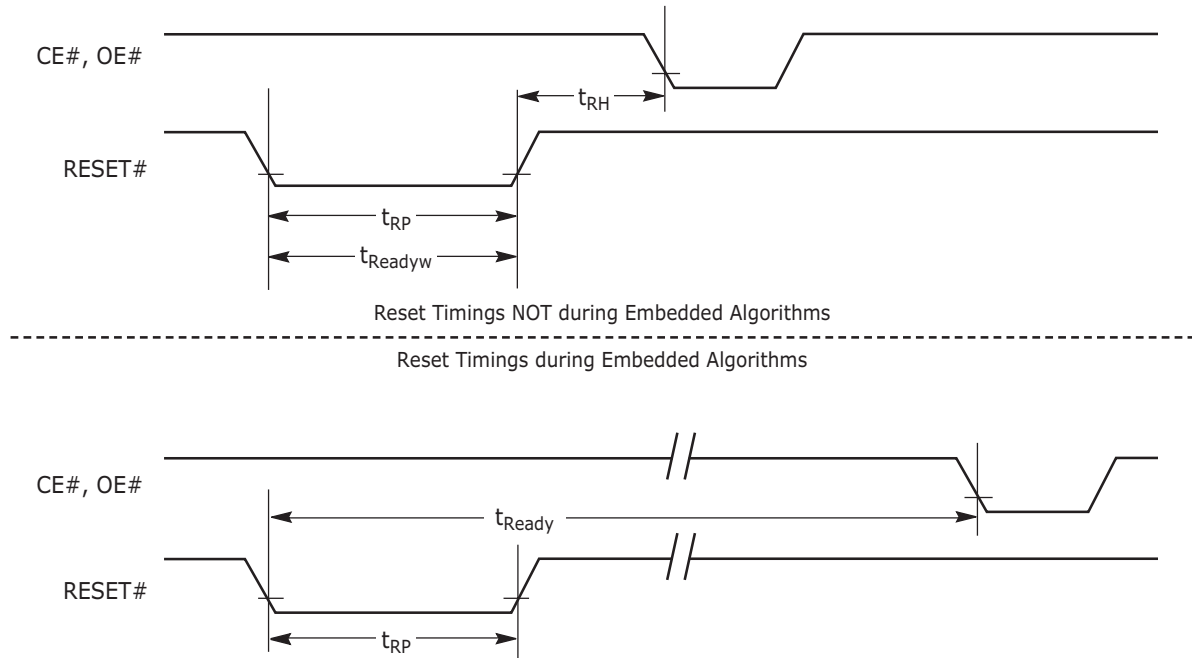 CE#, OE#
tRH
RESET#
tRP
tReadyw
Reset Timings NOT during Embedded Algorithms
Reset Timings during Embedded Algorithms
CE#, OE#
tReady
RESET#
tRP